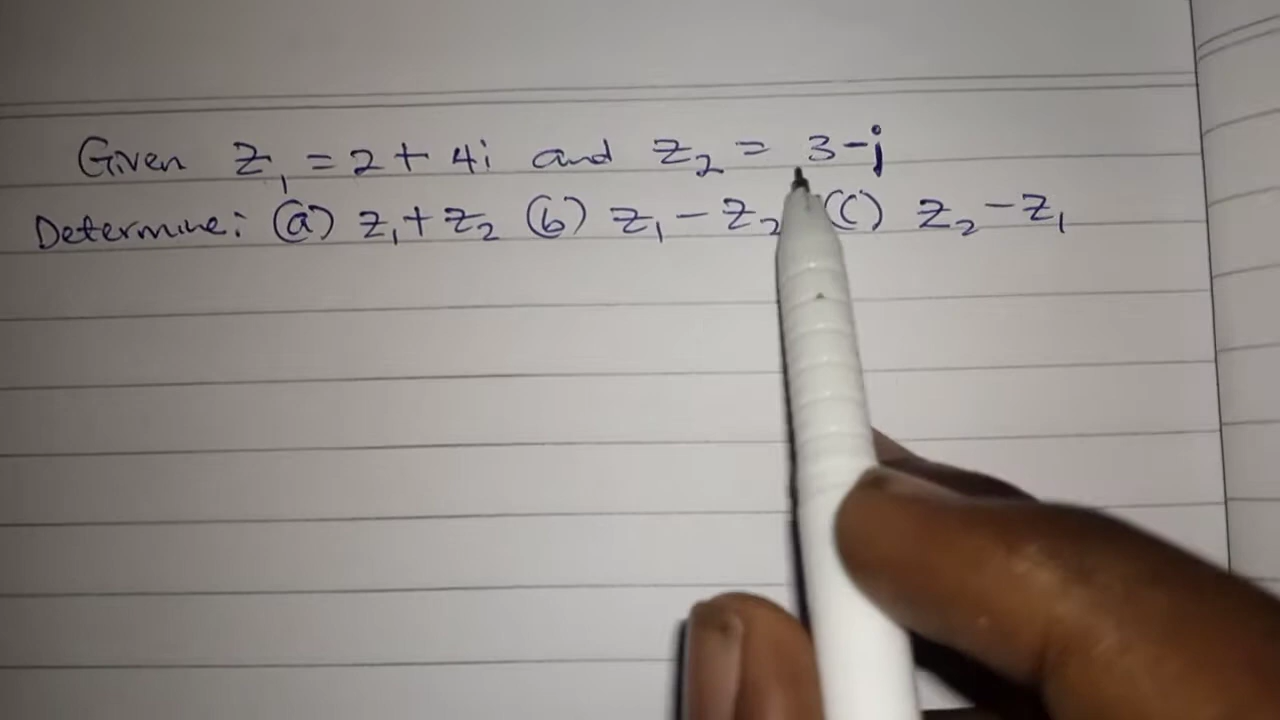 Given z₁ = 2 + 4i and z₂ = 3 - j
Determine: (a) z₁ + z₂ (b) z₁ - z₂ (c) z₂ - z₁